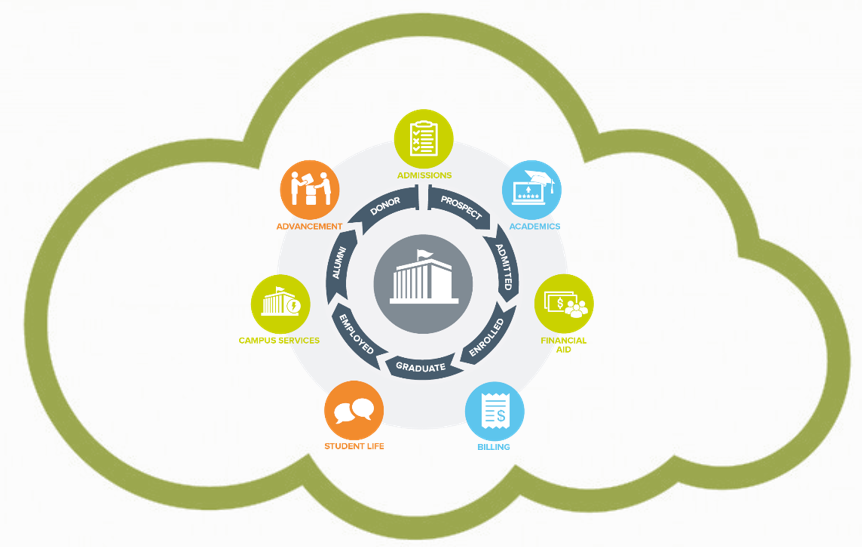 ADMISSIONS
ACADEMICS
FINANCIAL
AID
BILLING
STUDENT LIFE
CAMPUS SERVICES
ADVANCEMENT
PROSPECT
ADMITTED
ENROLLED
GRADUATE
EMPLOYED
ALUMNI
DONOR
$
$